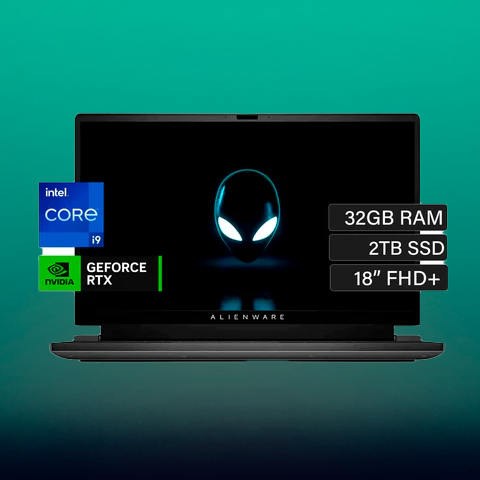 intel.
CORE
i9
NVIDIA
GEFORCE
RTX
32GB RAM
2TB SSD
18” FHD+
ALIENWARE